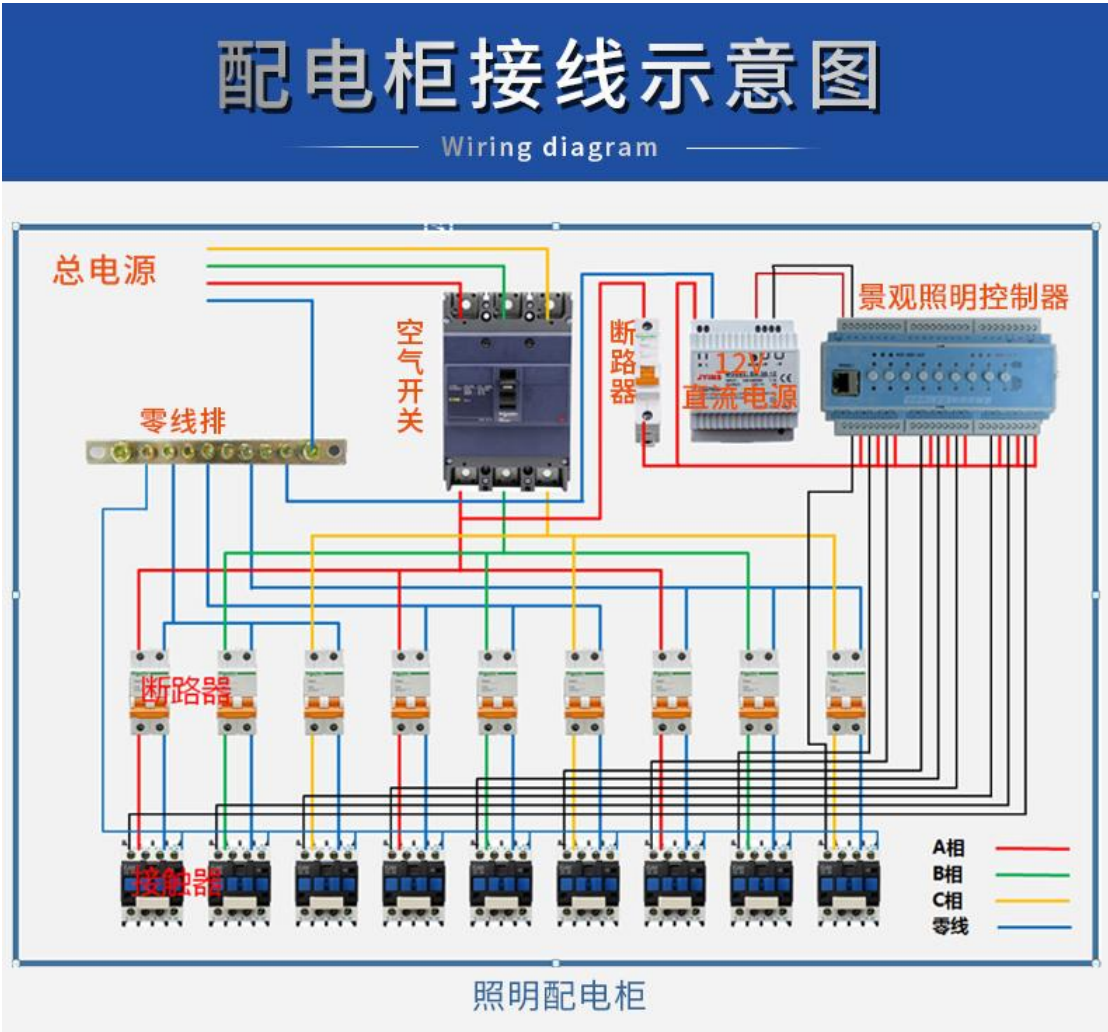 配电柜接线示意图
Wiring diagram
总电源
空气开关
断路器
12V
直流电源
景观照明控制器
零线排
断路器
接触器
A相
B相
C相
零线
照明配电柜